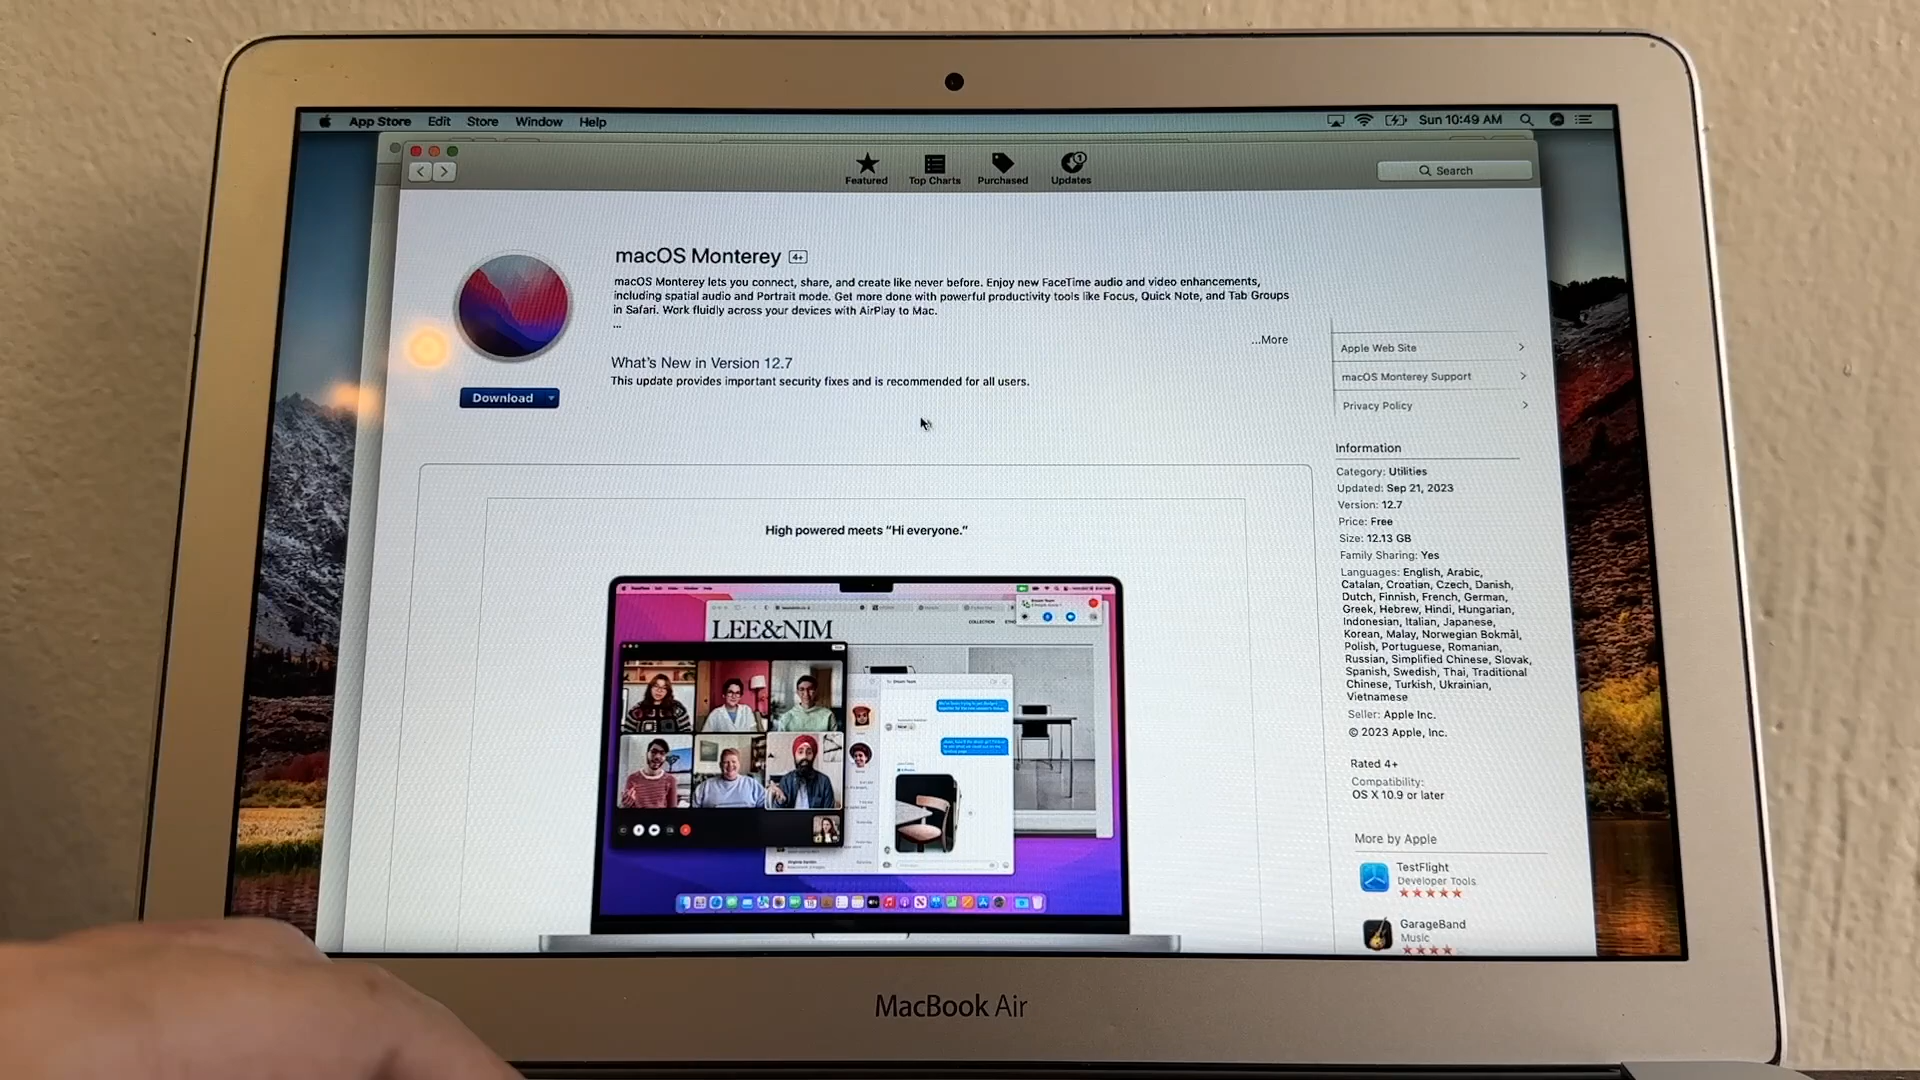 App Store Edit Store Window Help
Sun 10:49 AM
Featured
Top Charts
Purchased
1
Updates
Search
macOS Monterey 4+
macOS Monterey lets you connect, share, and create like never before. Enjoy new FaceTime audio and video enhancements,
including spatial audio and Portrait mode. Get more done with powerful productivity tools like Focus, Quick Note, and Tab Groups
in Safari. Work fluidly across your devices with AirPlay to Mac.
...
...More
What's New in Version 12.7
This update provides important security fixes and is recommended for all users.
Download
Apple Web Site
macOS Monterey Support
Privacy Policy
Information
Category: Utilities
Updated: Sep 21, 2023
Version: 12.7
Price: Free
Size: 12.13 GB
Family Sharing: Yes
Languages: English, Arabic,
Catalan, Croatian, Czech, Danish,
Dutch, Finnish, French, German,
Greek, Hebrew, Hindi, Hungarian,
Indonesian, Italian, Japanese,
Korean, Malay, Norwegian Bokmål,
Polish, Portuguese, Romanian,
Russian, Simplified Chinese, Slovak,
Spanish, Swedish, Thai, Traditional
Chinese, Turkish, Ukrainian,
Vietnamese
Seller: Apple Inc.
© 2023 Apple, Inc.
Rated 4+
Compatibility:
OS X 10.9 or later
More by Apple
TestFlight
Developer Tools
GarageBand
Music
High powered meets “Hi everyone.”
LEE&NIM
COLLECTION
MacBook Air